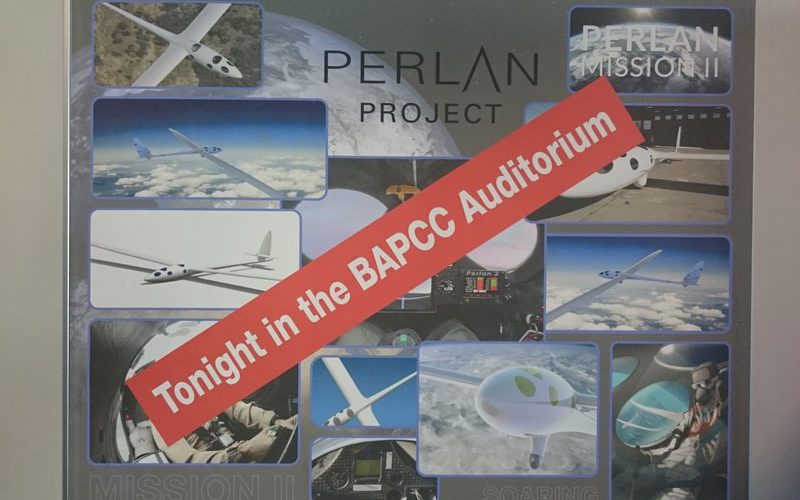 PERLAN
PROJECT
PERLAN
MISSION II
Tonight in the BAPCC Auditorium
Perlan 2
MISSION II
SOARING